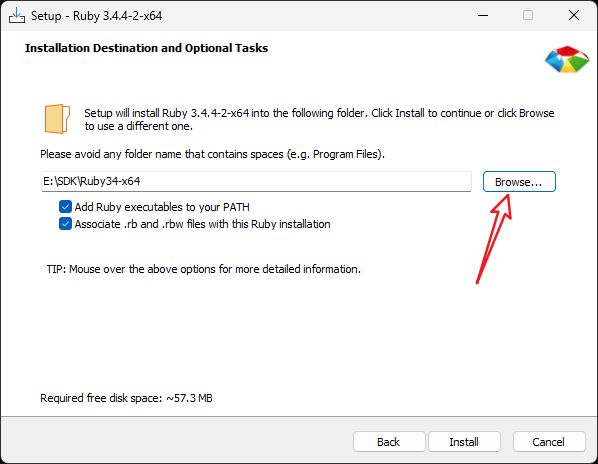 Setup - Ruby 3.4.4-2-x64
Installation Destination and Optional Tasks
Setup will install Ruby 3.4.4-2-x64 into the following folder. Click Install to continue or click Browse
to use a different one.
Please avoid any folder name that contains spaces (e.g. Program Files).
E:\SDK\Ruby34-x64
Browse...
Add Ruby executables to your PATH
Associate .rb and .rbw files with this Ruby installation
TIP: Mouse over the above options for more detailed information.
Required free disk space: ~57.3 MB
Back
Install
Cancel